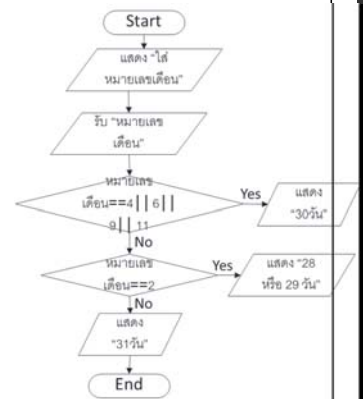 Start
แสดง "ใส่
หมายเลขเดือน"
รับ "หมายเลข
เดือน"
หมายเลข
เดือน==4 || 6 ||
9 || 11
Yes
แสดง
"30วัน"
No
หมายเลข
เดือน==2
Yes
แสดง "28
หรือ 29 วัน"
No
แสดง
"31วัน"
End